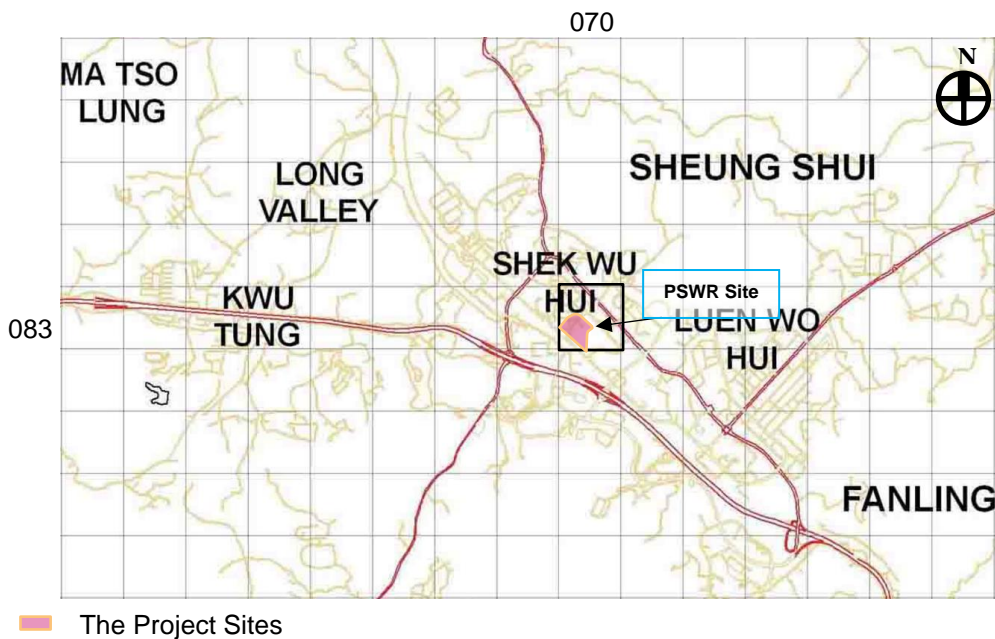 070
N
MA TSO
LUNG
SHEUNG SHUI
LONG
VALLEY
SHEK WU
HUI
PSWR Site
KWU
TUNG
LUEN WO
HUI
083
FANLING
The Project Sites